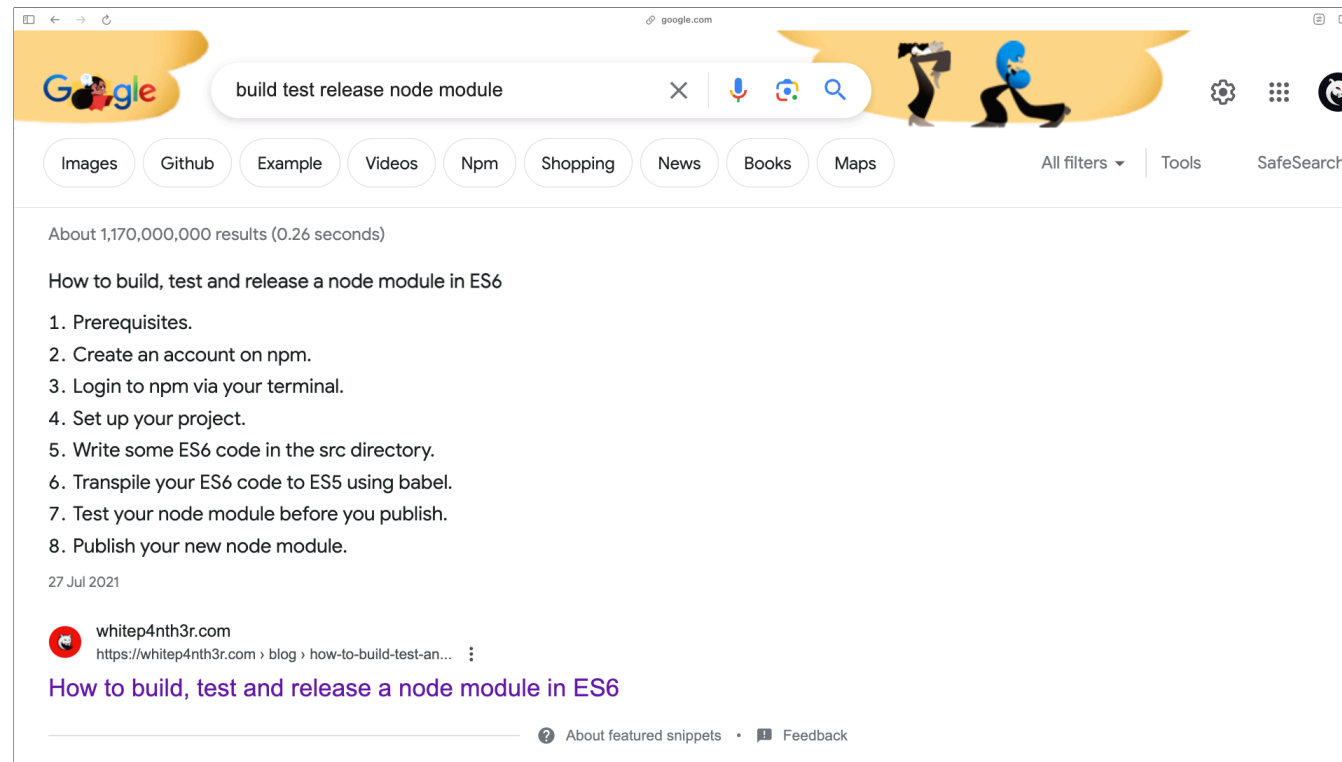 google.com
Google
build test release node module
Images Github Example Videos Npm Shopping News Books Maps All filters Tools SafeSearch
About 1,170,000,000 results (0.26 seconds)
How to build, test and release a node module in ES6
1. Prerequisites.
2. Create an account on npm.
3. Login to npm via your terminal.
4. Set up your project.
5. Write some ES6 code in the src directory.
6. Transpile your ES6 code to ES5 using babel.
7. Test your node module before you publish.
8. Publish your new node module.
27 Jul 2021
whitep4nth3r.com
https://whitep4nth3r.com › blog › how-to-build-test-an...
How to build, test and release a node module in ES6
About featured snippets • Feedback